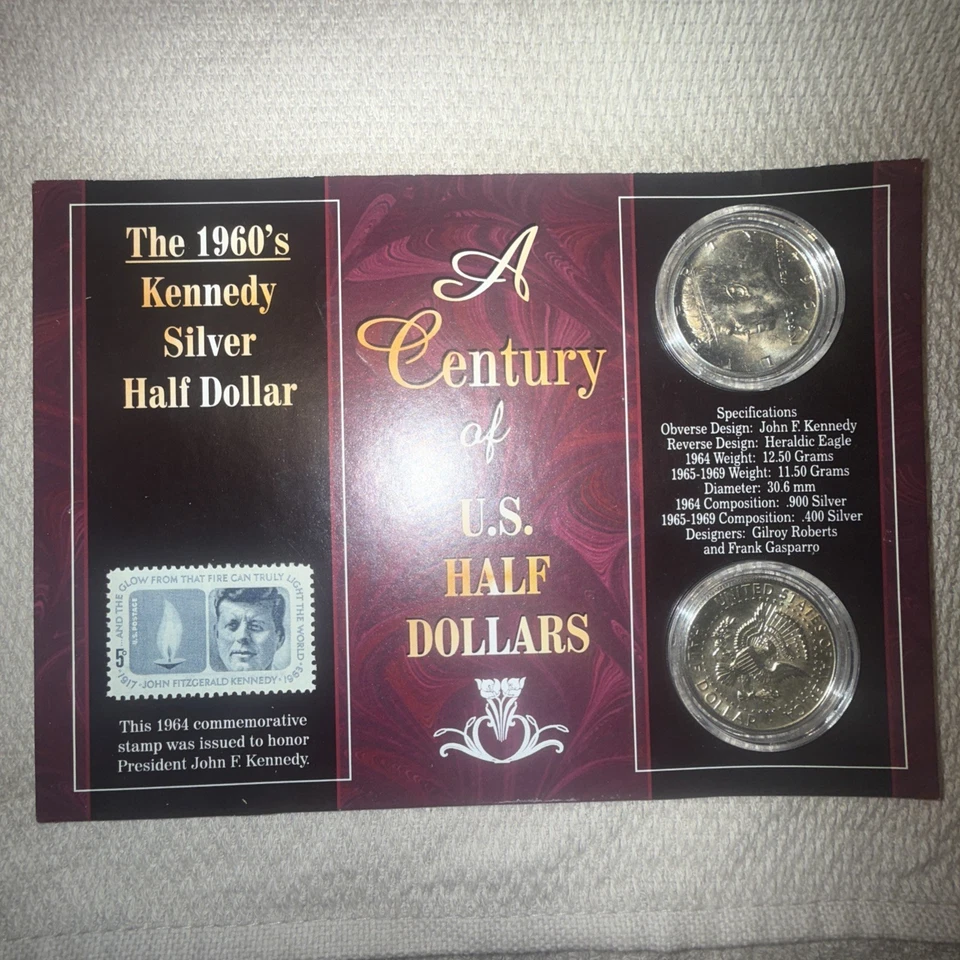 The 1960's
Kennedy
Silver
Half Dollar
...AND THE GLOW FROM THAT FIRE CAN TRULY LIGHT THE WORLD.
U.S. POSTAGE
5c
1917 · JOHN FITZGERALD KENNEDY · 1963
This 1964 commemorative
stamp was issued to honor
President John F. Kennedy.
A
Century
of
U.S.
HALF
DOLLARS
Specifications
Obverse Design: John F. Kennedy
Reverse Design: Heraldic Eagle
1964 Weight: 12.50 Grams
1965-1969 Weight: 11.50 Grams
Diameter: 30.6 mm
1964 Composition: .900 Silver
1965-1969 Composition: .400 Silver
Designers: Gilroy Roberts
and Frank Gasparro
UNITED STATES
HALF DOLLAR